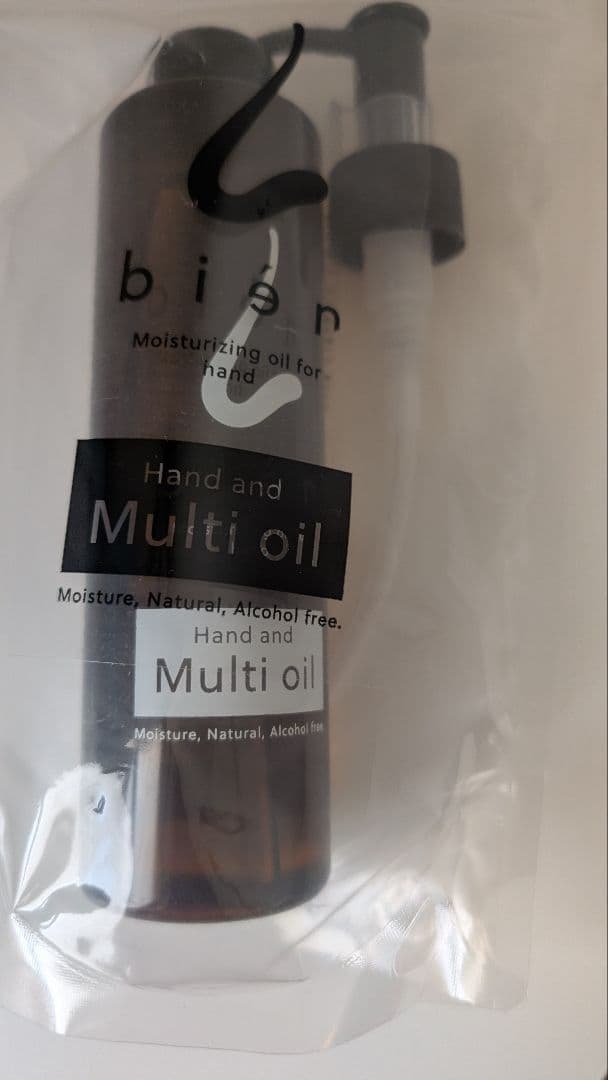 bién
Moisturizing oil for
hand
Hand and
Multi oil
Moisture, Natural, Alcohol free.
Hand and
Multi oil
Moisture, Natural, Alcohol free